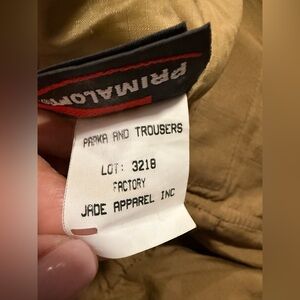 PRIMALOFT
PARKA AND TROUSERS
LOT: 3218
FACTORY
JADE APPAREL INC